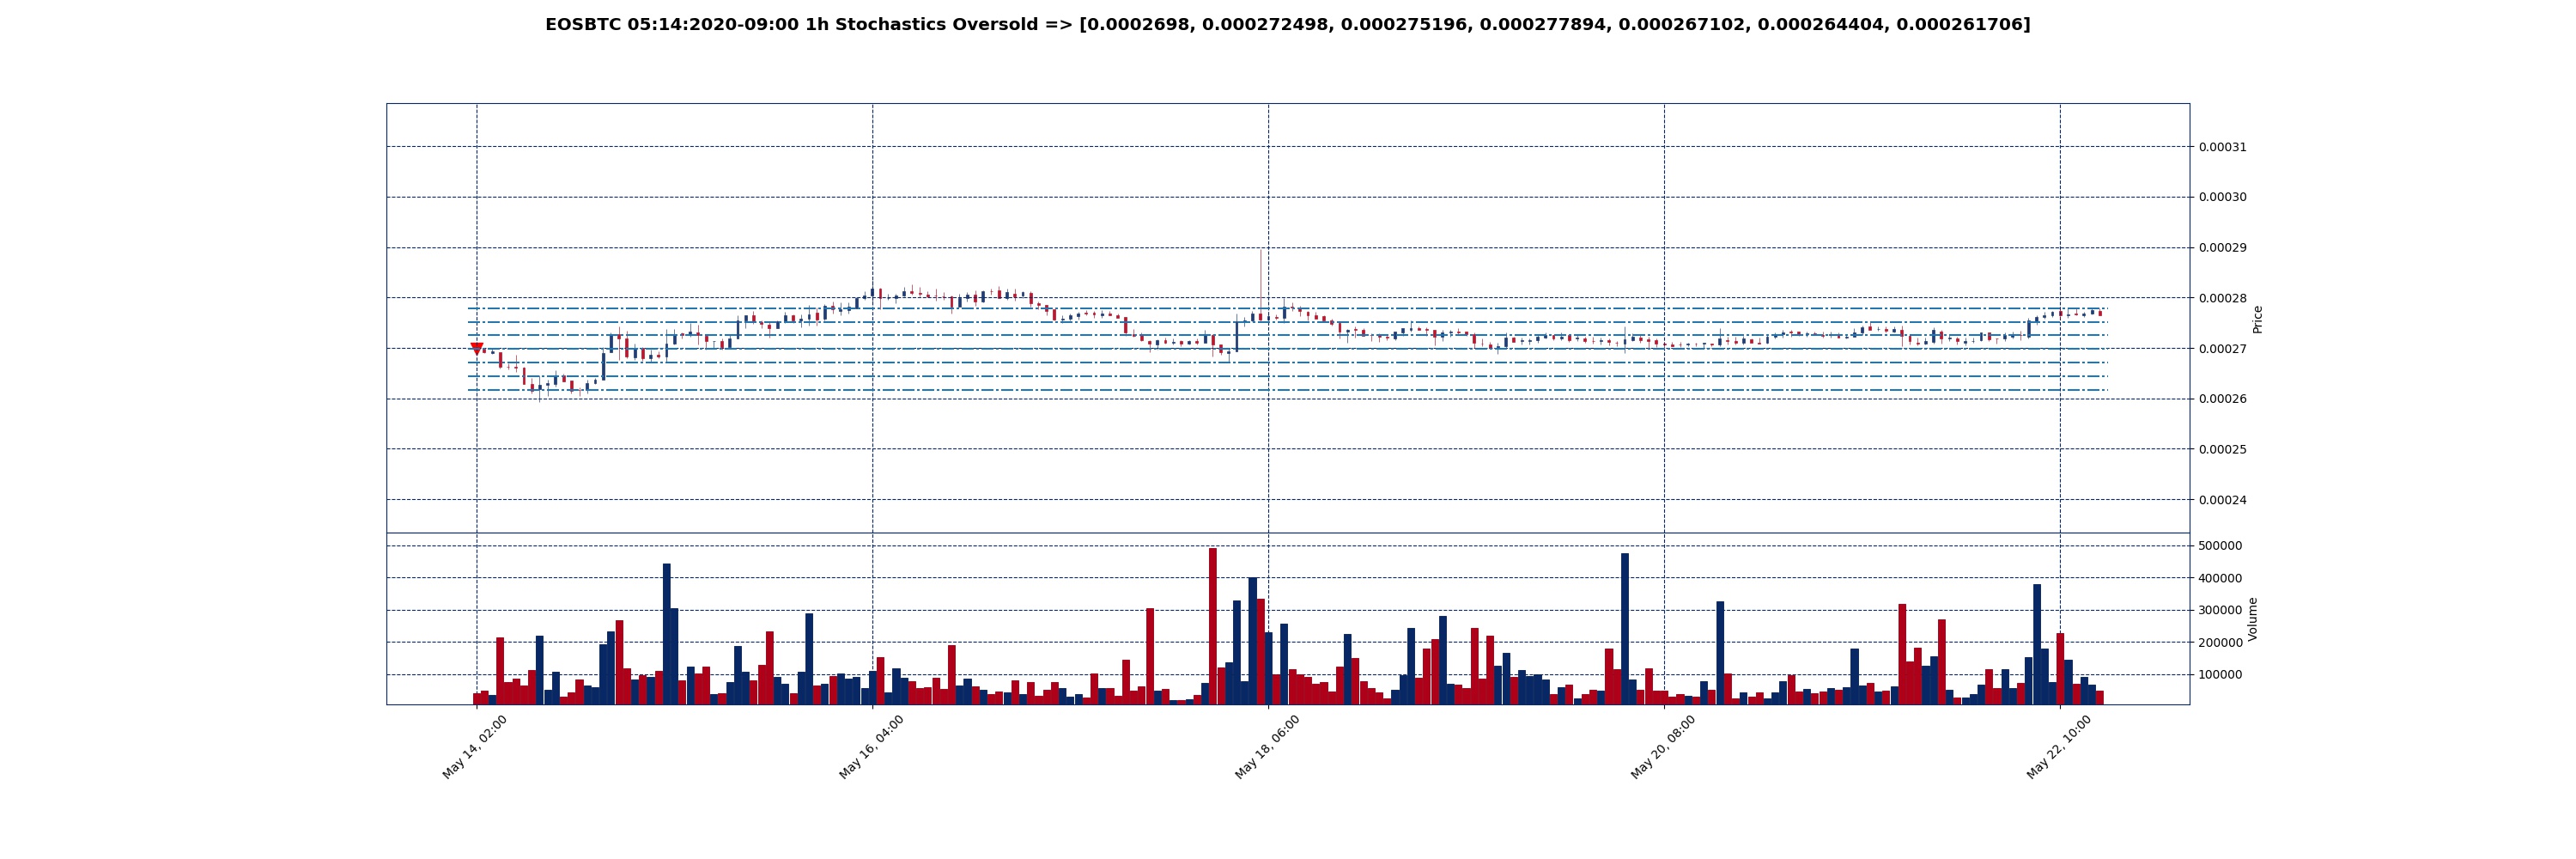 EOSBTC 05:14:2020-09:00 1h Stochastics Oversold => [0.0002698, 0.000272498, 0.000275196, 0.000277894, 0.000267102, 0.000264404, 0.000261706]
0.00031
0.00030
0.00029
0.00028
0.00027
0.00026
0.00025
0.00024
Price
500000
400000
300000
200000
100000
Volume
May 14, 02:00
May 16, 04:00
May 18, 06:00
May 20, 08:00
May 22, 10:00